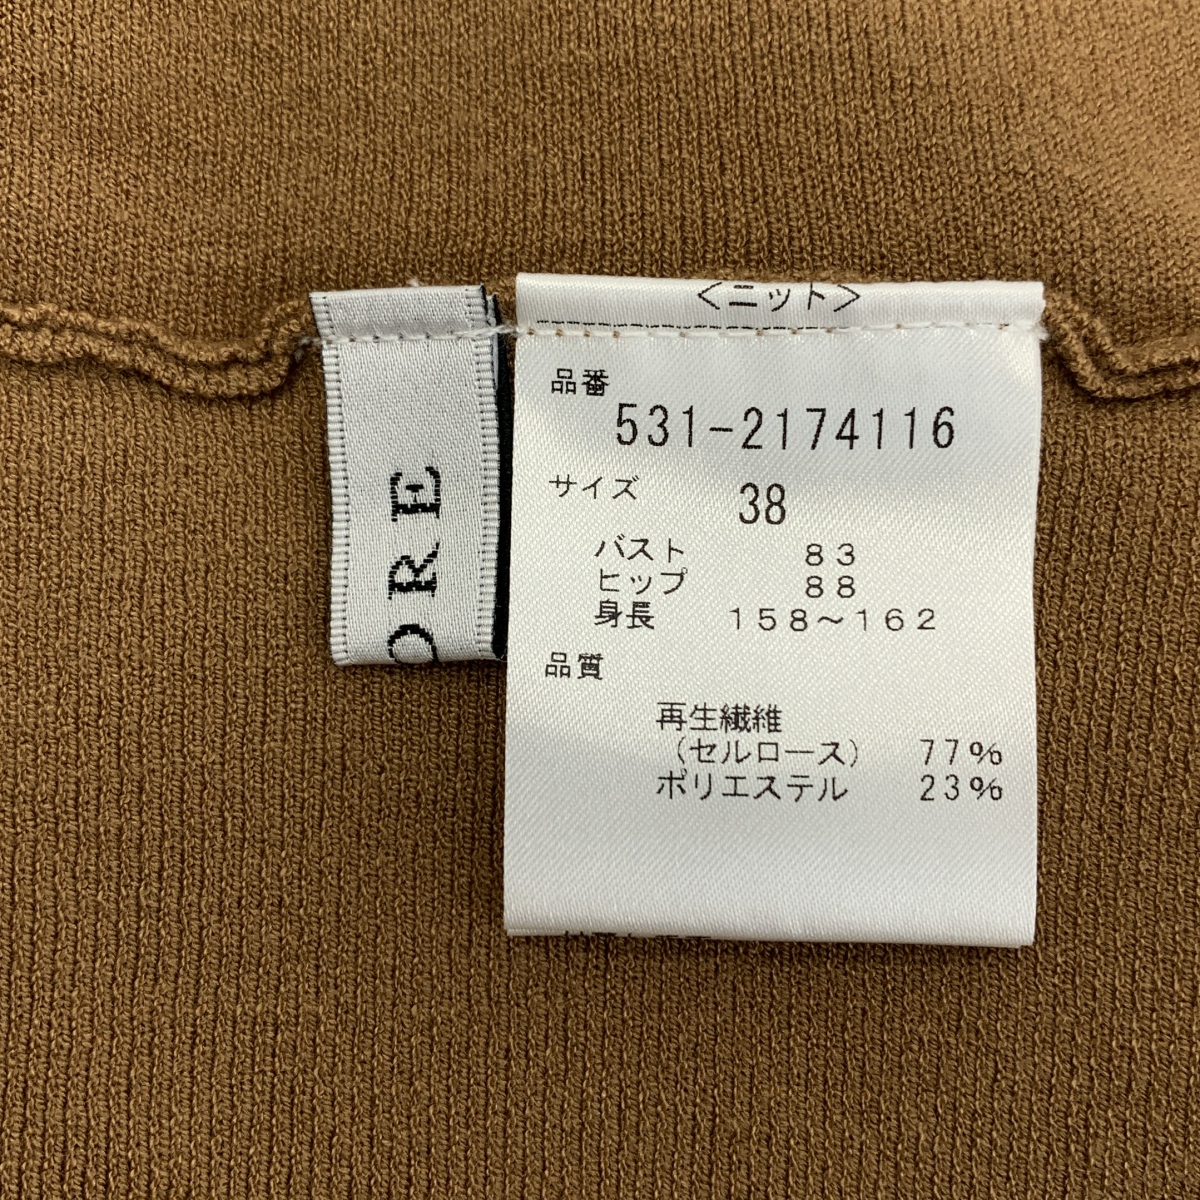 <ニット>
品番
531-2174116
サイズ 38
バスト 83
ヒップ 88
身長 158～162
品質
再生繊維
(セルロース) 77%
ポリエステル 23%
ORE